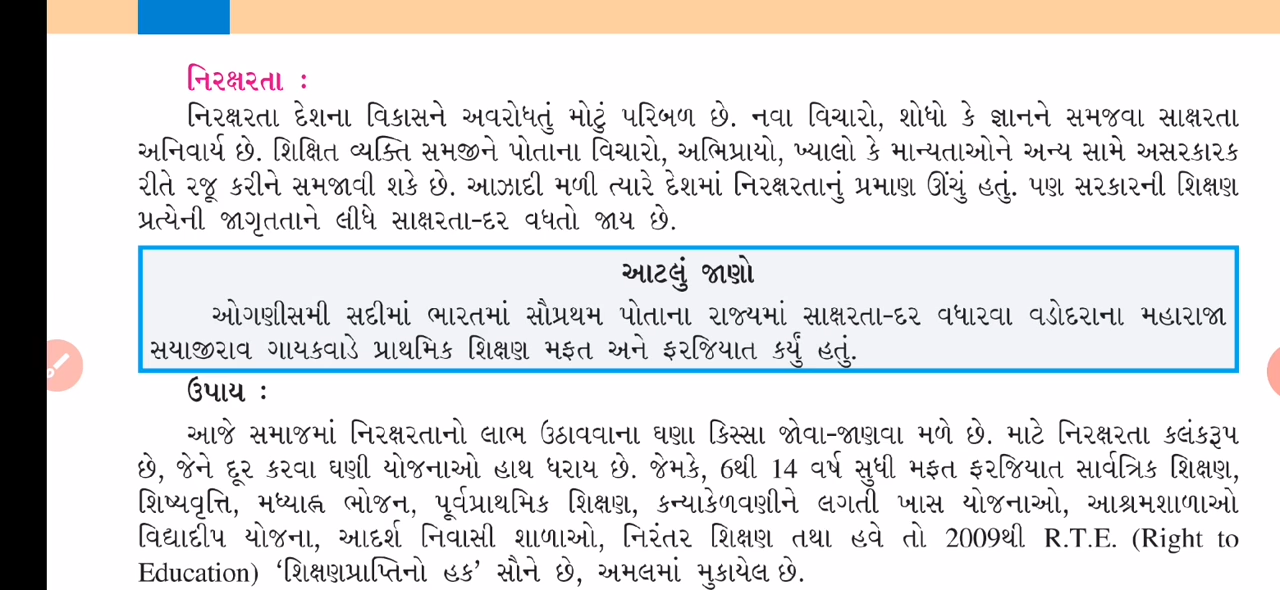 નિરક્ષરતા :
નિરક્ષરતા દેશના વિકાસને અવરોધતું મોટું પરિબળ છે. નવા વિચારો, શોધો કે જ્ઞાનને સમજવા સાક્ષરતા
અનિવાર્ય છે. શિક્ષિત વ્યક્તિ સમજીને પોતાના વિચારો, અભિપ્રાયો, ખ્યાલો કે માન્યતાઓને અન્ય સામે અસરકારક
રીતે રજૂ કરીને સમજાવી શકે છે. આઝાદી મળી ત્યારે દેશમાં નિરક્ષરતાનું પ્રમાણ ઊંચું હતું. પણ સરકારની શિક્ષણ
પ્રત્યેની જાગૃતતાને લીધે સાક્ષરતા-દર વધતો જાય છે.
આટલું જાણો
ઓગણીસમી સદીમાં ભારતમાં સૌપ્રથમ પોતાના રાજ્યમાં સાક્ષરતા-દર વધારવા વડોદરાના મહારાજા
સયાજીરાવ ગાયકવાડે પ્રાથમિક શિક્ષણ મફત અને ફરજિયાત કર્યું હતું.
ઉપાય :
આજે સમાજમાં નિરક્ષરતાનો લાભ ઉઠાવવાના ઘણા કિસ્સા જોવા-જાણવા મળે છે. માટે નિરક્ષરતા કલંકરૂપ
છે, જેને દૂર કરવા ઘણી યોજનાઓ હાથ ધરાય છે. જેમકે, 6થી 14 વર્ષ સુધી મફત ફરજિયાત સાર્વત્રિક શિક્ષણ,
શિષ્યવૃત્તિ, મધ્યાહ્ન ભોજન, પૂર્વપ્રાથમિક શિક્ષણ, કન્યાકેળવણીને લગતી ખાસ યોજનાઓ, આશ્રમશાળાઓ
વિદ્યાદીપ યોજના, આદર્શ નિવાસી શાળાઓ, નિરંતર શિક્ષણ તથા હવે તો 2009થી R.T.E. (Right to
Education) ‘શિક્ષણપ્રાપ્તિનો હક’ સૌને છે, અમલમાં મુકાયેલ છે.